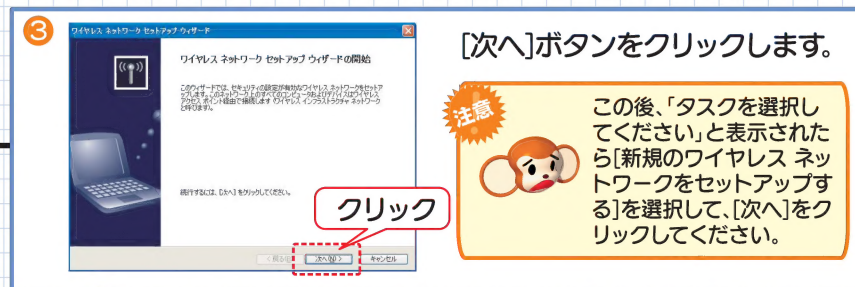 3
ワイヤレス ネットワーク セットアップ ウィザード
ワイヤレス ネットワーク セットアップ ウィザードの開始
このウィザードでは、セキュリティの設定が有効なワイヤレス ネットワークをセットア
ップします。このネットワーク上のすべてのコンピュータおよびデバイスはワイヤレス
アクセス ポイント経由で接続します (ワイヤレス インフラストラクチャ ネットワーク
と呼びます)。
続行するには、[次へ] をクリックしてください。
クリック
< 戻る(B)
次へ(N) >
キャンセル
[次へ]ボタンをクリックします。
注意
この後、「タスクを選択し
てください」と表示された
ら[新規のワイヤレス ネッ
トワークをセットアップす
る]を選択して、[次へ]をク
リックしてください。